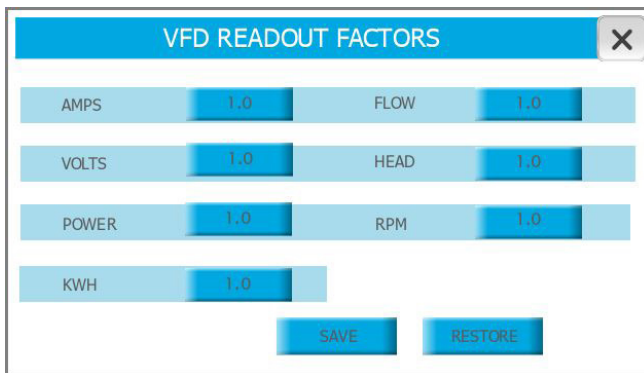 VFD READOUT FACTORS
AMPS 1.0 FLOW 1.0
VOLTS 1.0 HEAD 1.0
POWER 1.0 RPM 1.0
KWH 1.0
SAVE RESTORE